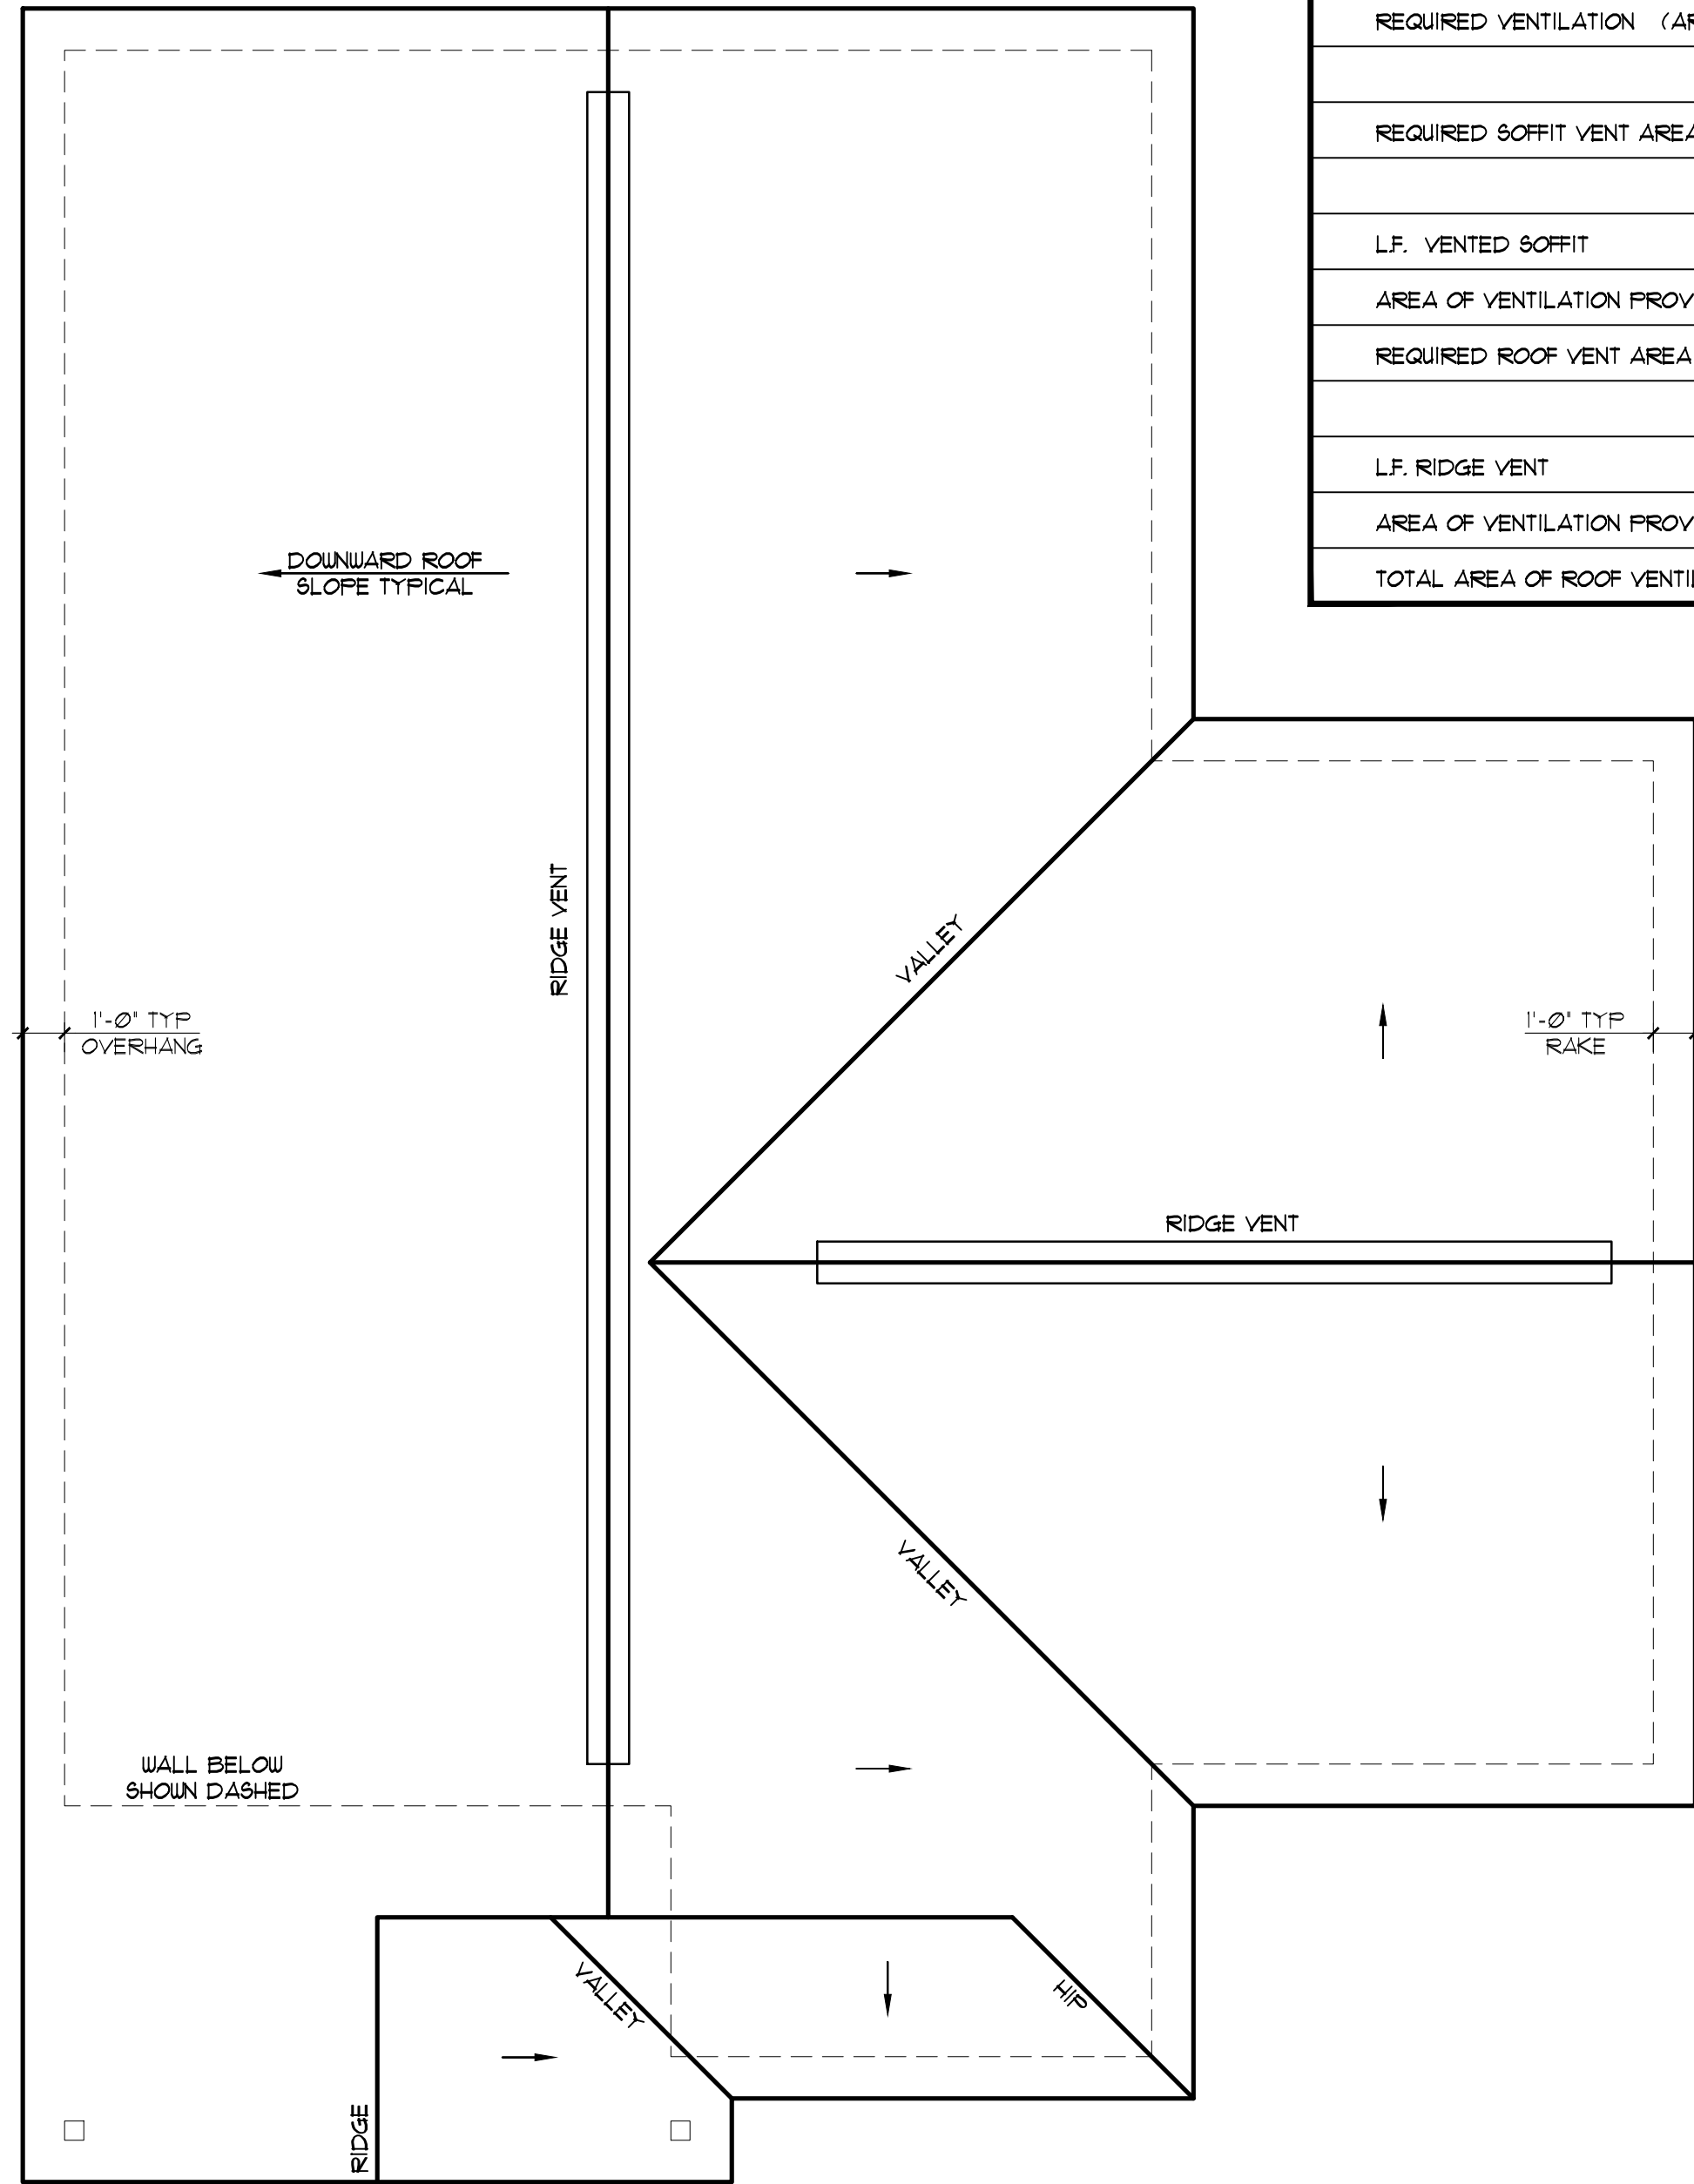 REQUIRED VENTILATION (AR
REQUIRED SOFFIT VENT AREA
L.F. VENTED SOFFIT
AREA OF VENTILATION PROV
REQUIRED ROOF VENT AREA
L.F. RIDGE VENT
AREA OF VENTILATION PROV
TOTAL AREA OF ROOF VENTIL
DOWNWARD ROOF
SLOPE TYPICAL
RIDGE VENT
VALLEY
1'-0" TYP
OVERHANG
1'-0" TYP
RAKE
RIDGE VENT
VALLEY
WALL BELOW
SHOWN DASHED
VALLEY
HIP
RIDGE